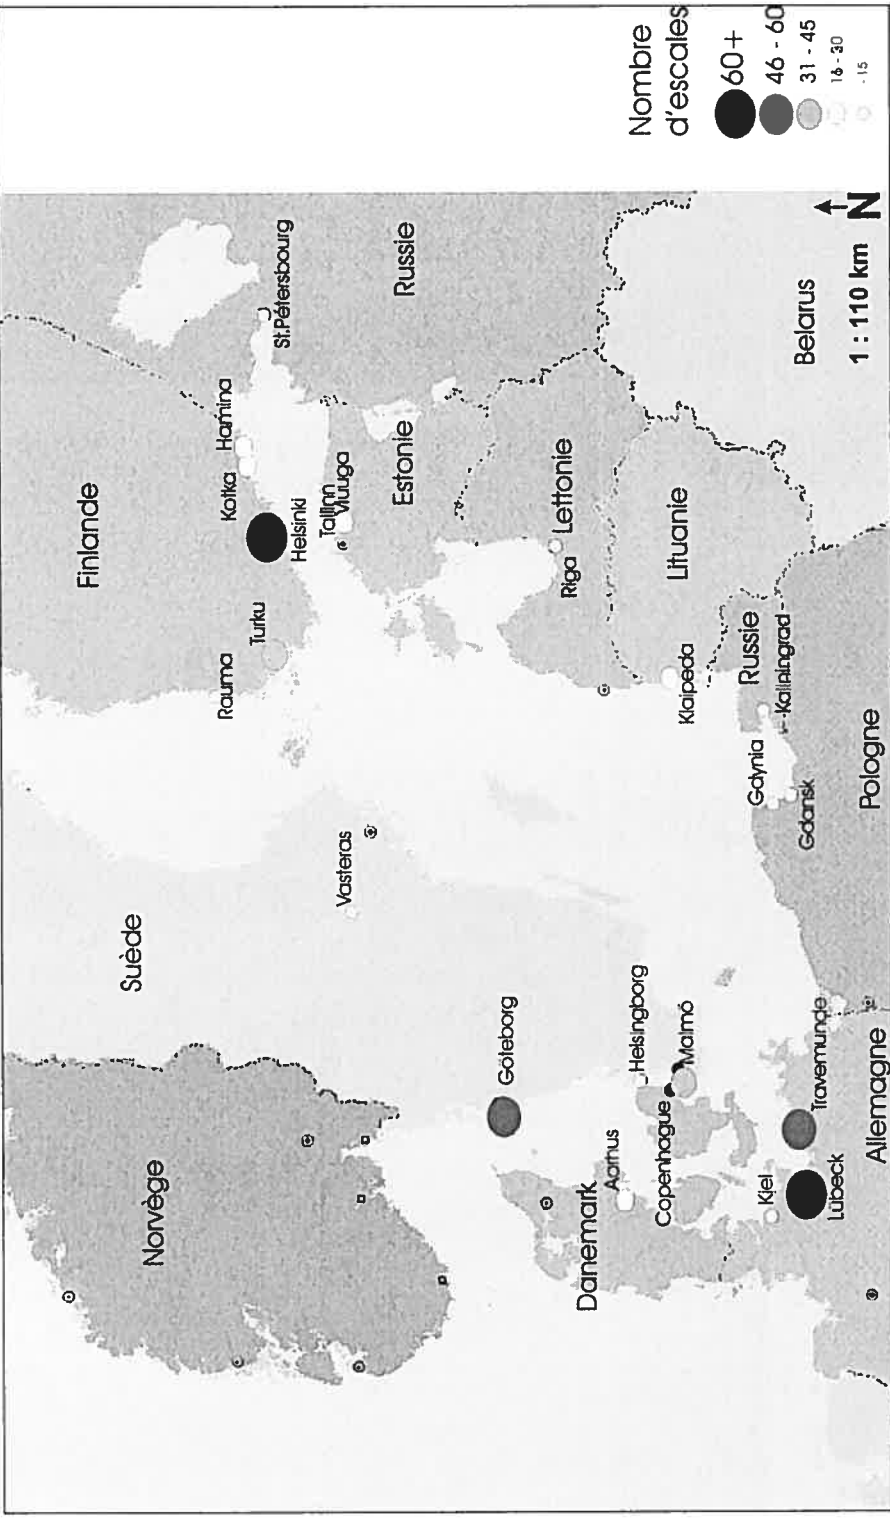 Norvège
Suède
Finlande
Rauma
Turku
Kotka
Hamina
Helsinki
St.Pétersbourg
Tallinn
Muuga
Estonie
Russie
Vasteras
Göteborg
Lettonie
Riga
Danemark
Aarhus
Helsingborg
Copenhague
Malmö
Lituanie
Klaipeda
Russie
Kaliningrad
Gdynia
Gdansk
Kiel
Lübeck
Travemunde
Allemagne
Pologne
Belarus
1 : 110 km
N
Nombre
d'escales
60+
46 - 60
31 - 45
16 - 30
- 15